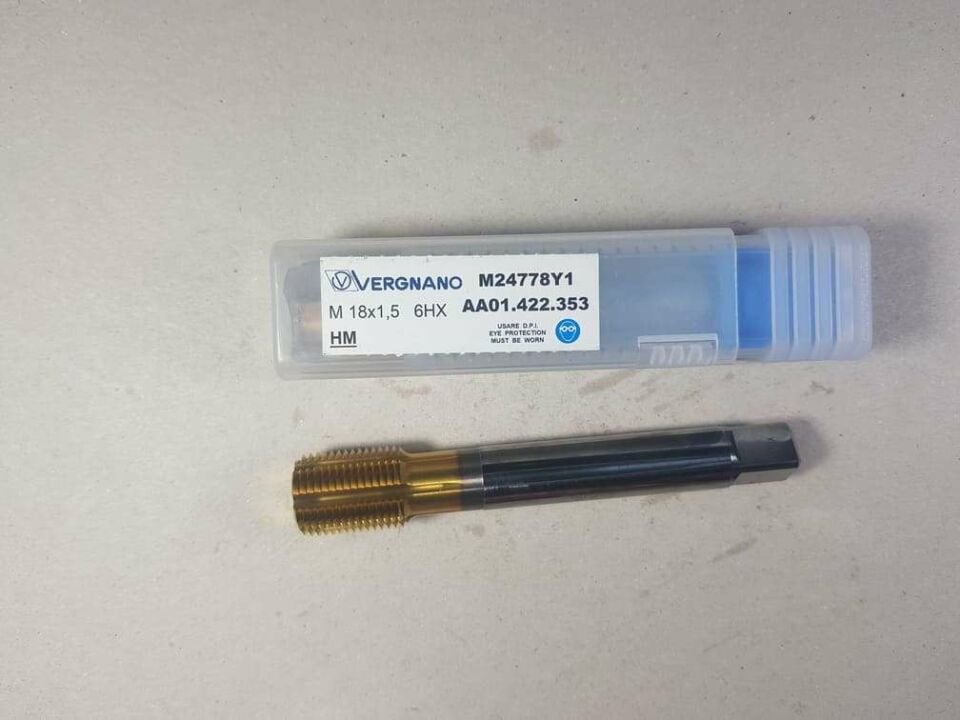 VERGNANO M24778Y1
M 18x1,5 6HX AA01.422.353
HM
USARE D.P.I.
EYE PROTECTION
MUST BE WORN